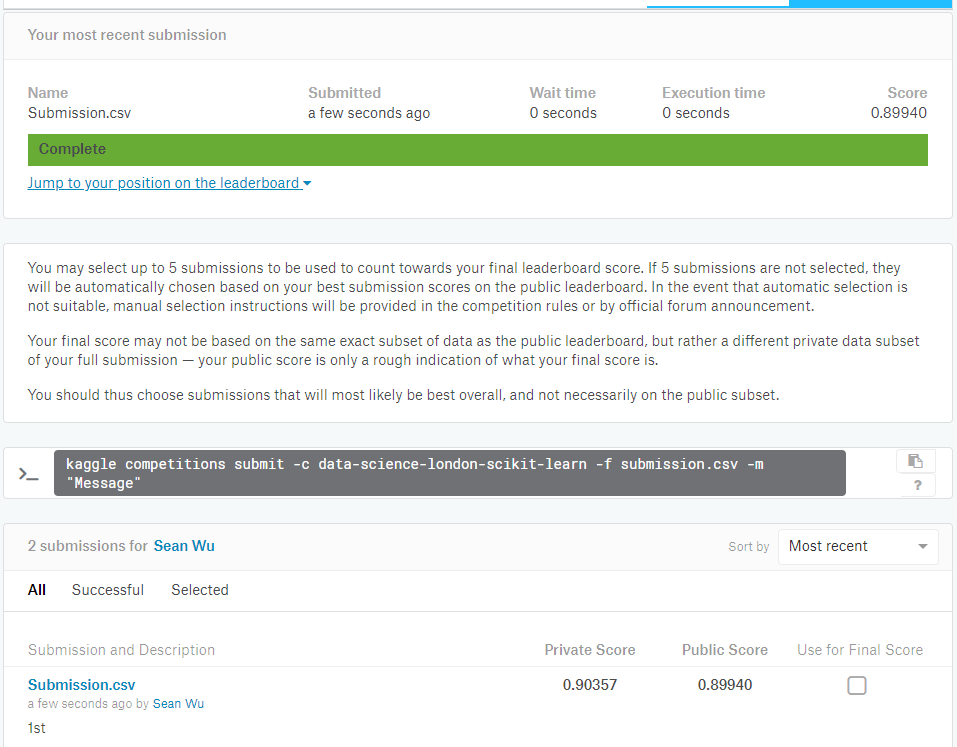 Your most recent submission
Name Submitted Wait time Execution time Score
Submission.csv a few seconds ago 0 seconds 0 seconds 0.89940
Complete
Jump to your position on the leaderboard
You may select up to 5 submissions to be used to count towards your final leaderboard score. If 5 submissions are not selected, they
will be automatically chosen based on your best submission scores on the public leaderboard. In the event that automatic selection is
not suitable, manual selection instructions will be provided in the competition rules or by official forum announcement.
Your final score may not be based on the same exact subset of data as the public leaderboard, but rather a different private data subset
of your full submission — your public score is only a rough indication of what your final score is.
You should thus choose submissions that will most likely be best overall, and not necessarily on the public subset.
>_ kaggle competitions submit -c data-science-london-scikit-learn -f submission.csv -m
"Message"
?
2 submissions for Sean Wu Sort by Most recent
All Successful Selected
Submission and Description Private Score Public Score Use for Final Score
Submission.csv 0.90357 0.89940
a few seconds ago by Sean Wu
1st